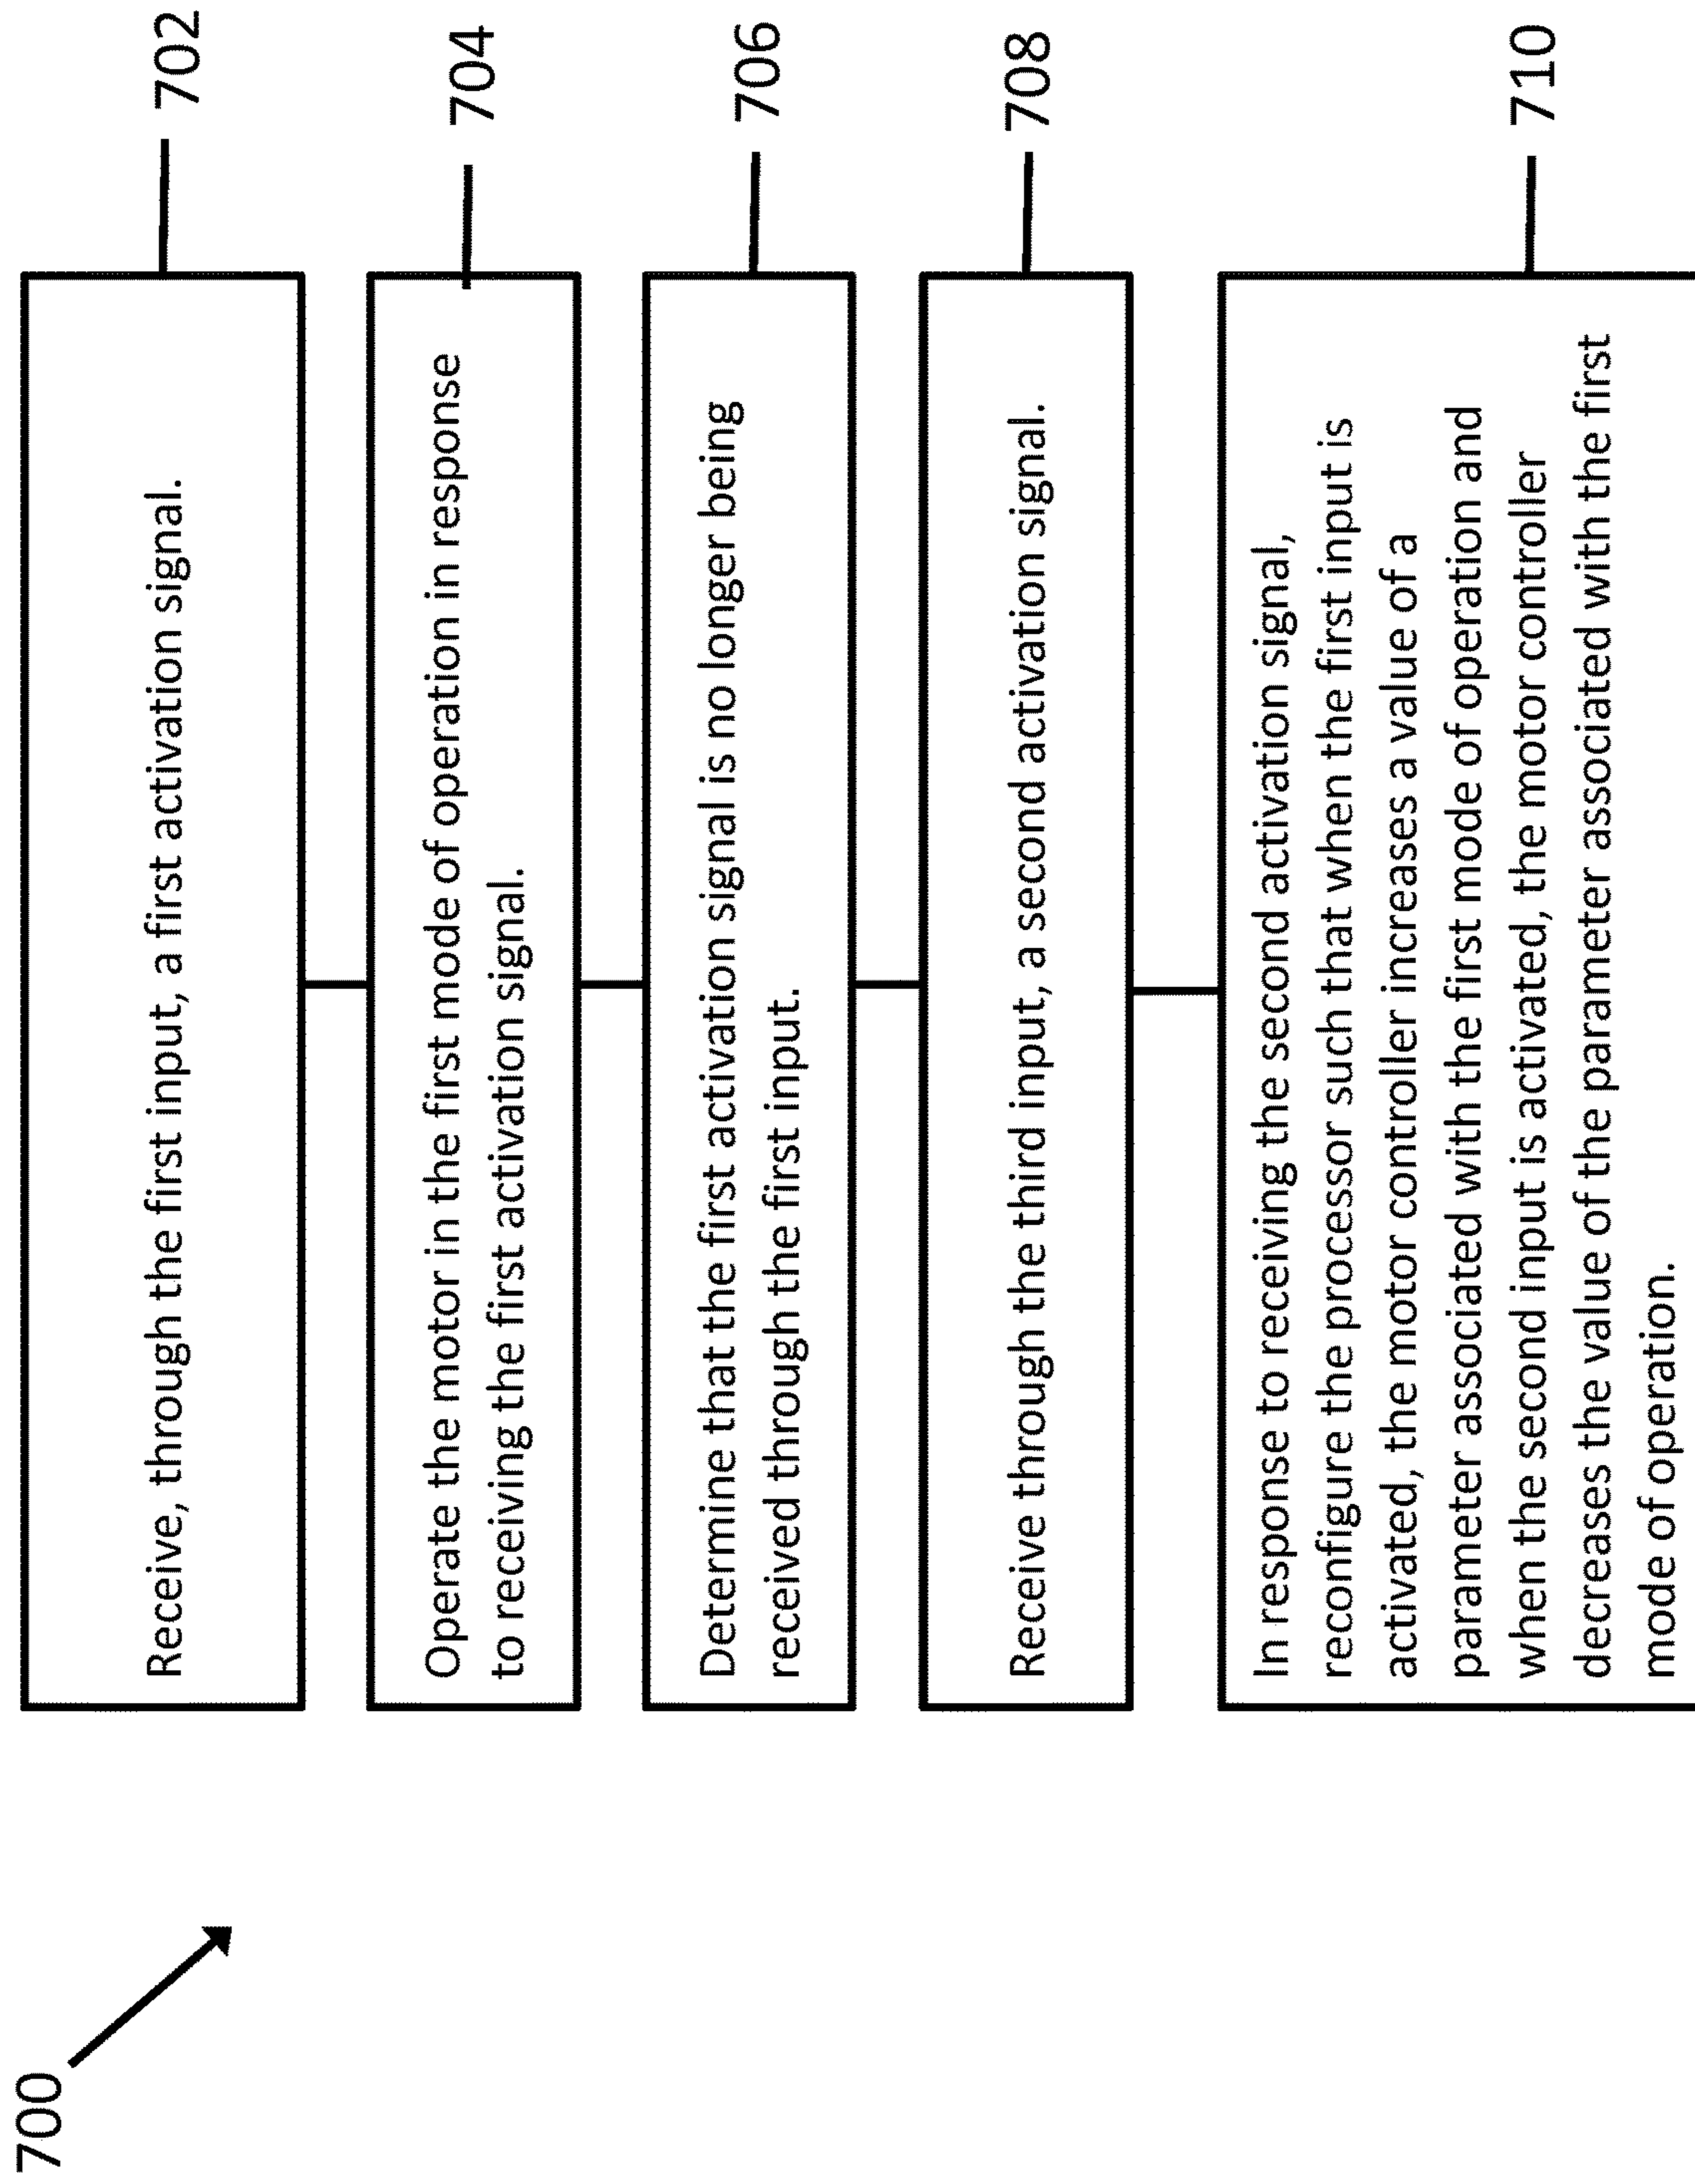 700
Receive, through the first input, a first activation signal.
702
Operate the motor in the first mode of operation in response
to receiving the first activation signal.
704
Determine that the first activation signal is no longer being
received through the first input.
706
Receive through the third input, a second activation signal.
708
In response to receiving the second activation signal,
reconfigure the processor such that when the first input is
activated, the motor controller increases a value of a
parameter associated with the first mode of operation and
when the second input is activated, the motor controller
decreases the value of the parameter associated with the first
mode of operation.
710